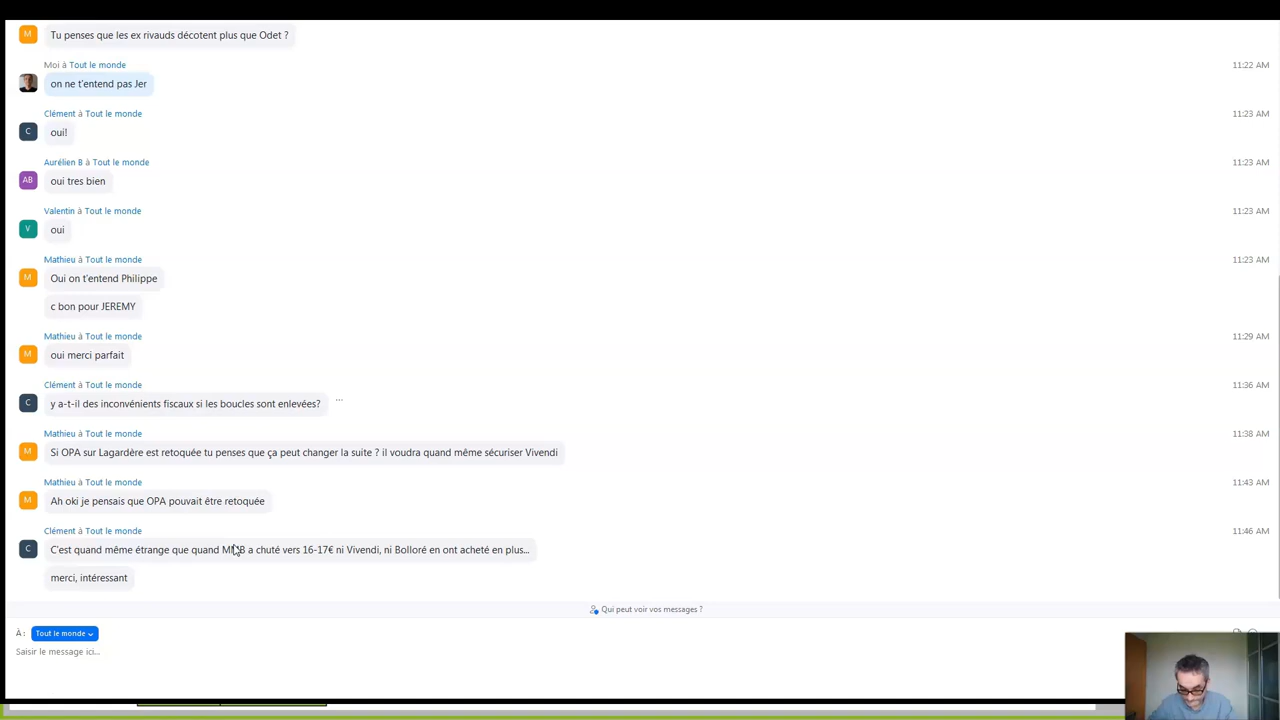 M
Tu penses que les ex rivauds décotent plus que Odet ?
Moi à Tout le monde
11:22 AM
on ne t'entend pas Jer
Clément à Tout le monde
11:23 AM
C
oui!
Aurélien B à Tout le monde
11:23 AM
AB
oui tres bien
Valentin à Tout le monde
11:23 AM
V
oui
Mathieu à Tout le monde
11:23 AM
M
Oui on t'entend Philippe
c bon pour JEREMY
Mathieu à Tout le monde
11:29 AM
M
oui merci parfait
Clément à Tout le monde
11:36 AM
C
y a-t-il des inconvénients fiscaux si les boucles sont enlevées?
...
Mathieu à Tout le monde
11:38 AM
M
Si OPA sur Lagardère est retoquée tu penses que ça peut changer la suite ? il voudra quand même sécuriser Vivendi
Mathieu à Tout le monde
11:43 AM
M
Ah oki je pensais que OPA pouvait être retoquée
Clément à Tout le monde
11:46 AM
C
C'est quand même étrange que quand a chuté vers 16-17€ ni Vivendi, ni Bolloré en ont acheté en plus...
merci, intéressant
Qui peut voir vos messages ?
À : Tout le monde
Saisir le message ici...